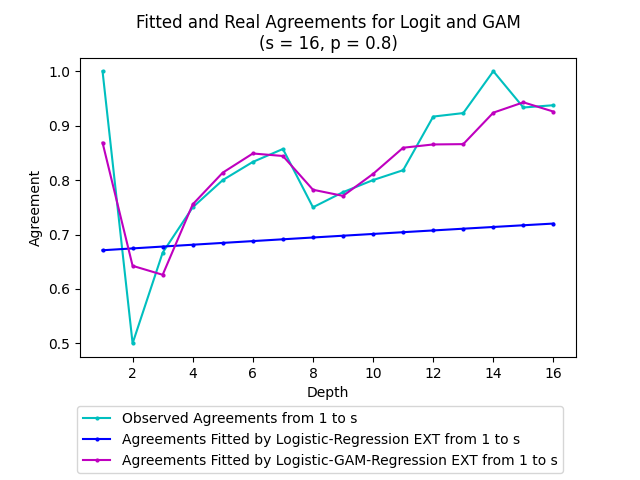 Fitted and Real Agreements for Logit and GAM
(s = 16, p = 0.8)
1.0
0.9
0.8
0.7
0.6
0.5
Agreement
2 4 6 8 10 12 14 16
Depth
Observed Agreements from 1 to s
Agreements Fitted by Logistic-Regression EXT from 1 to s
Agreements Fitted by Logistic-GAM-Regression EXT from 1 to s